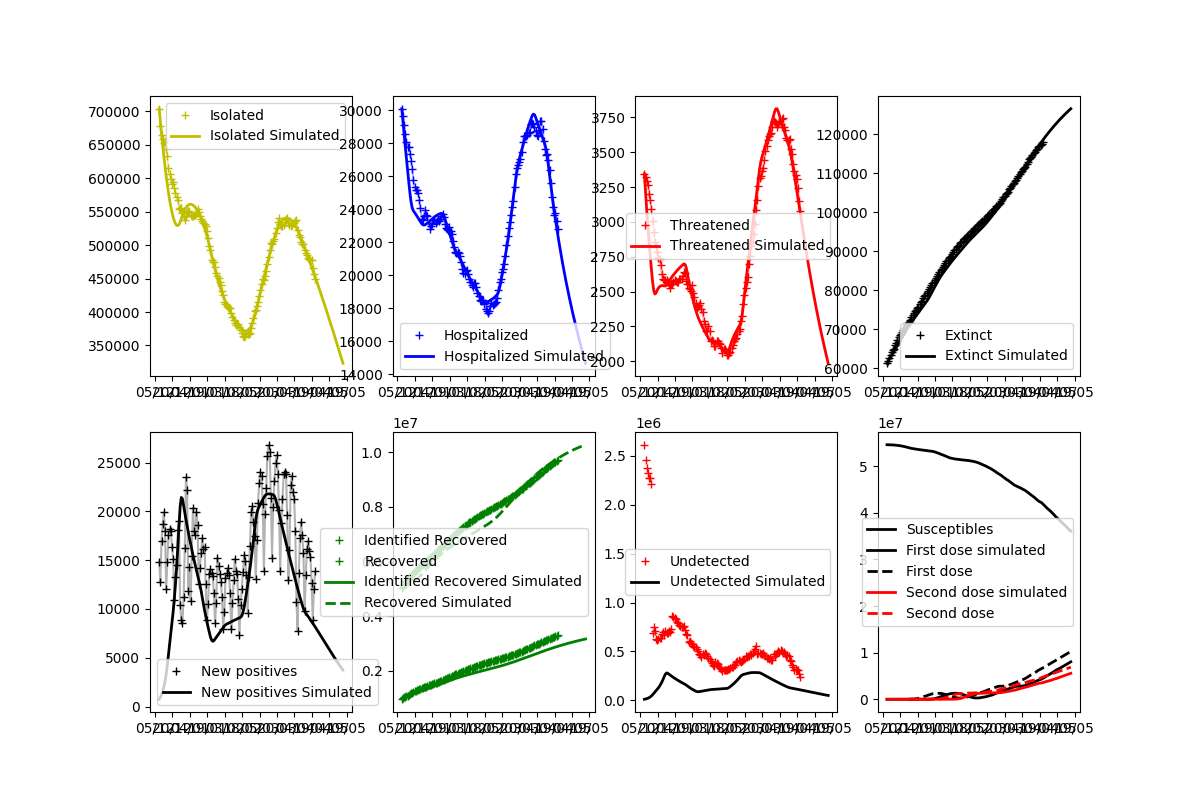 700000
650000
600000
550000
500000
450000
400000
350000
Isolated
Isolated Simulated
30000
28000
26000
24000
22000
20000
18000
16000
14000
Hospitalized
Hospitalized Simulated
3750
3500
3250
3000
2750
2500
2250
2000
Threatened
Threatened Simulated
120000
110000
100000
90000
80000
70000
60000
Extinct
Extinct Simulated
25000
20000
15000
10000
5000
0
New positives
New positives Simulated
1e7
1.0
0.8
0.4
0.2
Identified Recovered
Recovered
Identified Recovered Simulated
Recovered Simulated
1e6
2.5
2.0
1.5
1.0
0.5
0.0
Undetected
Undetected Simulated
1e7
5
4
3
2
1
0
Susceptibles
First dose simulated
First dose
Second dose simulated
Second dose